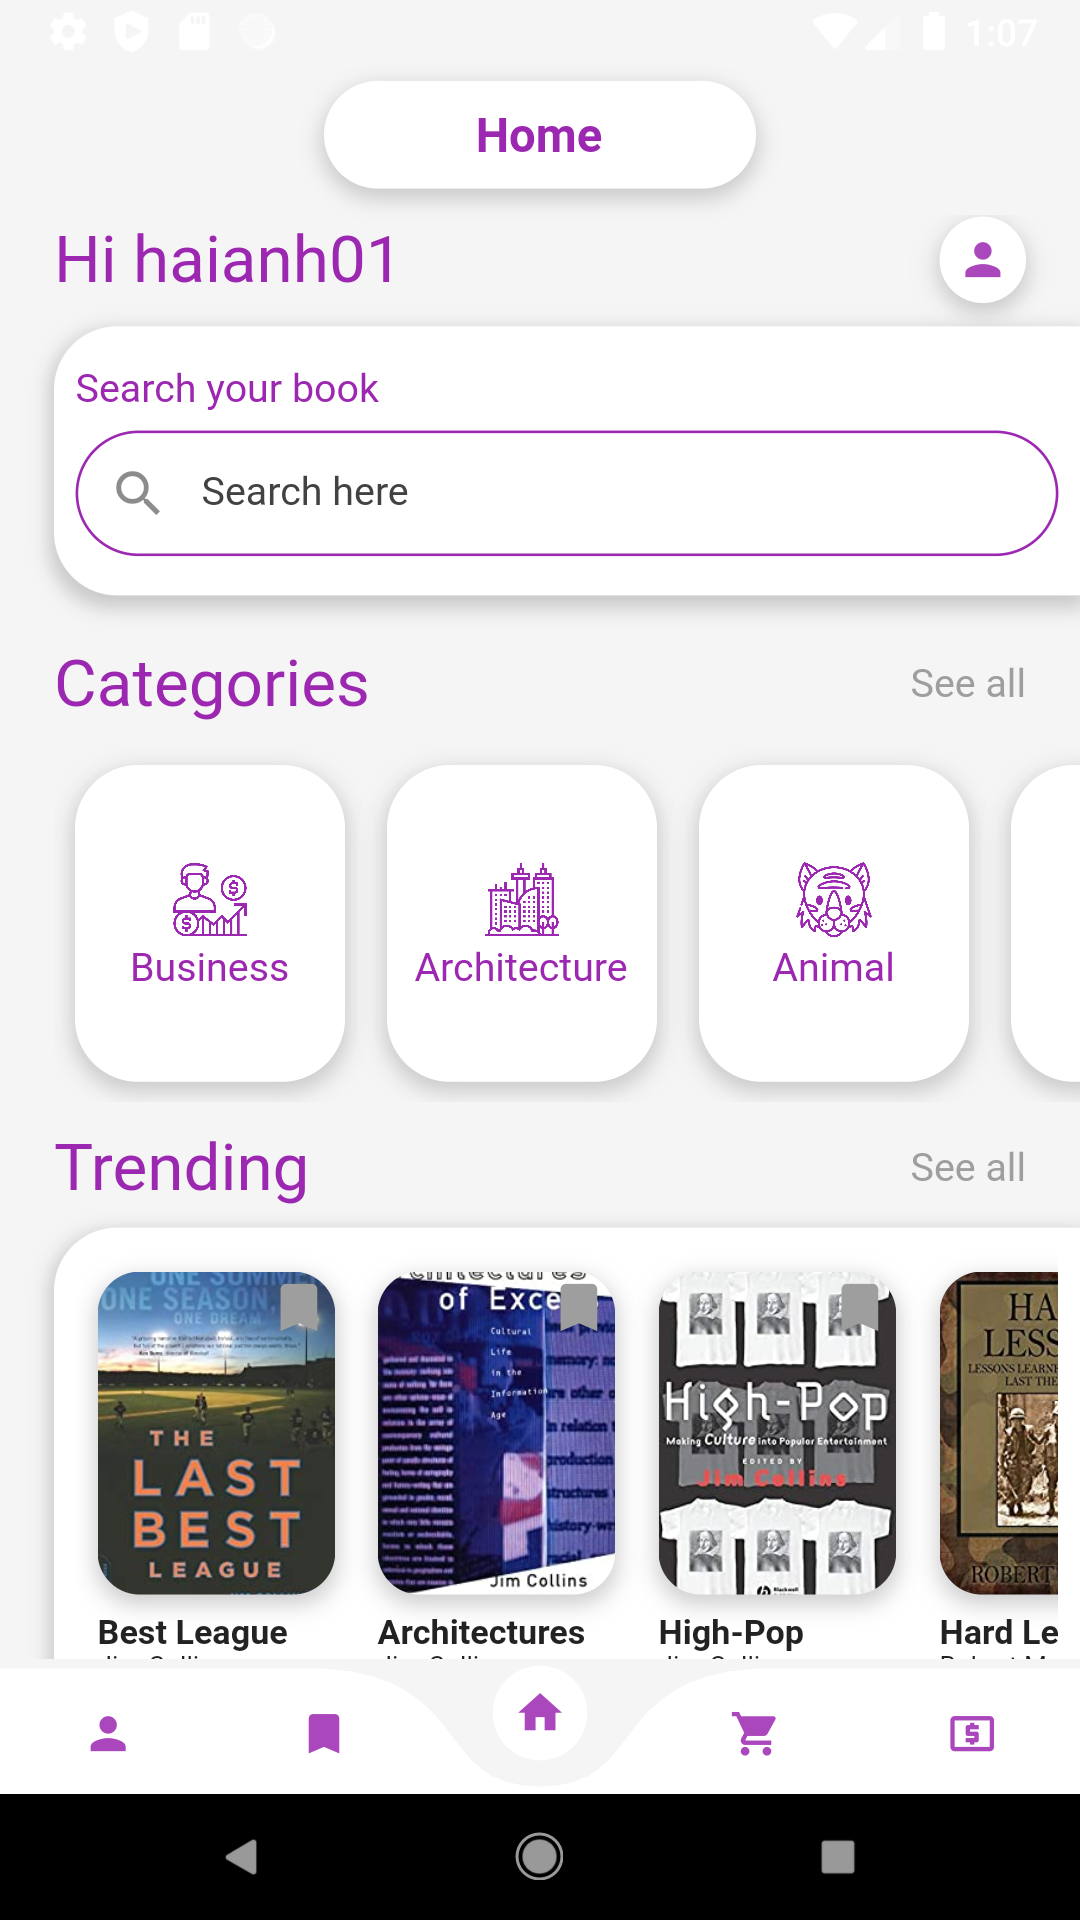 1:07
Home
Hi haianh01
Search your book
Search here
Categories
See all
Business
Architecture
Animal
Trending
See all
ONE SUMMER
ONE SEASON,
ONE DREAM
THE
LAST
BEST
LEAGUE
of Exce
Cultural
Life
in the
Information
Age
Jim Collins
High-Pop
Making Culture into Popular Entertainment
EDITED BY
Jim Collins
Blackwell
HA
LESS
LESSONS LEARN
LAST THE
ROBERT
Best League
Architectures
High-Pop
Hard Le